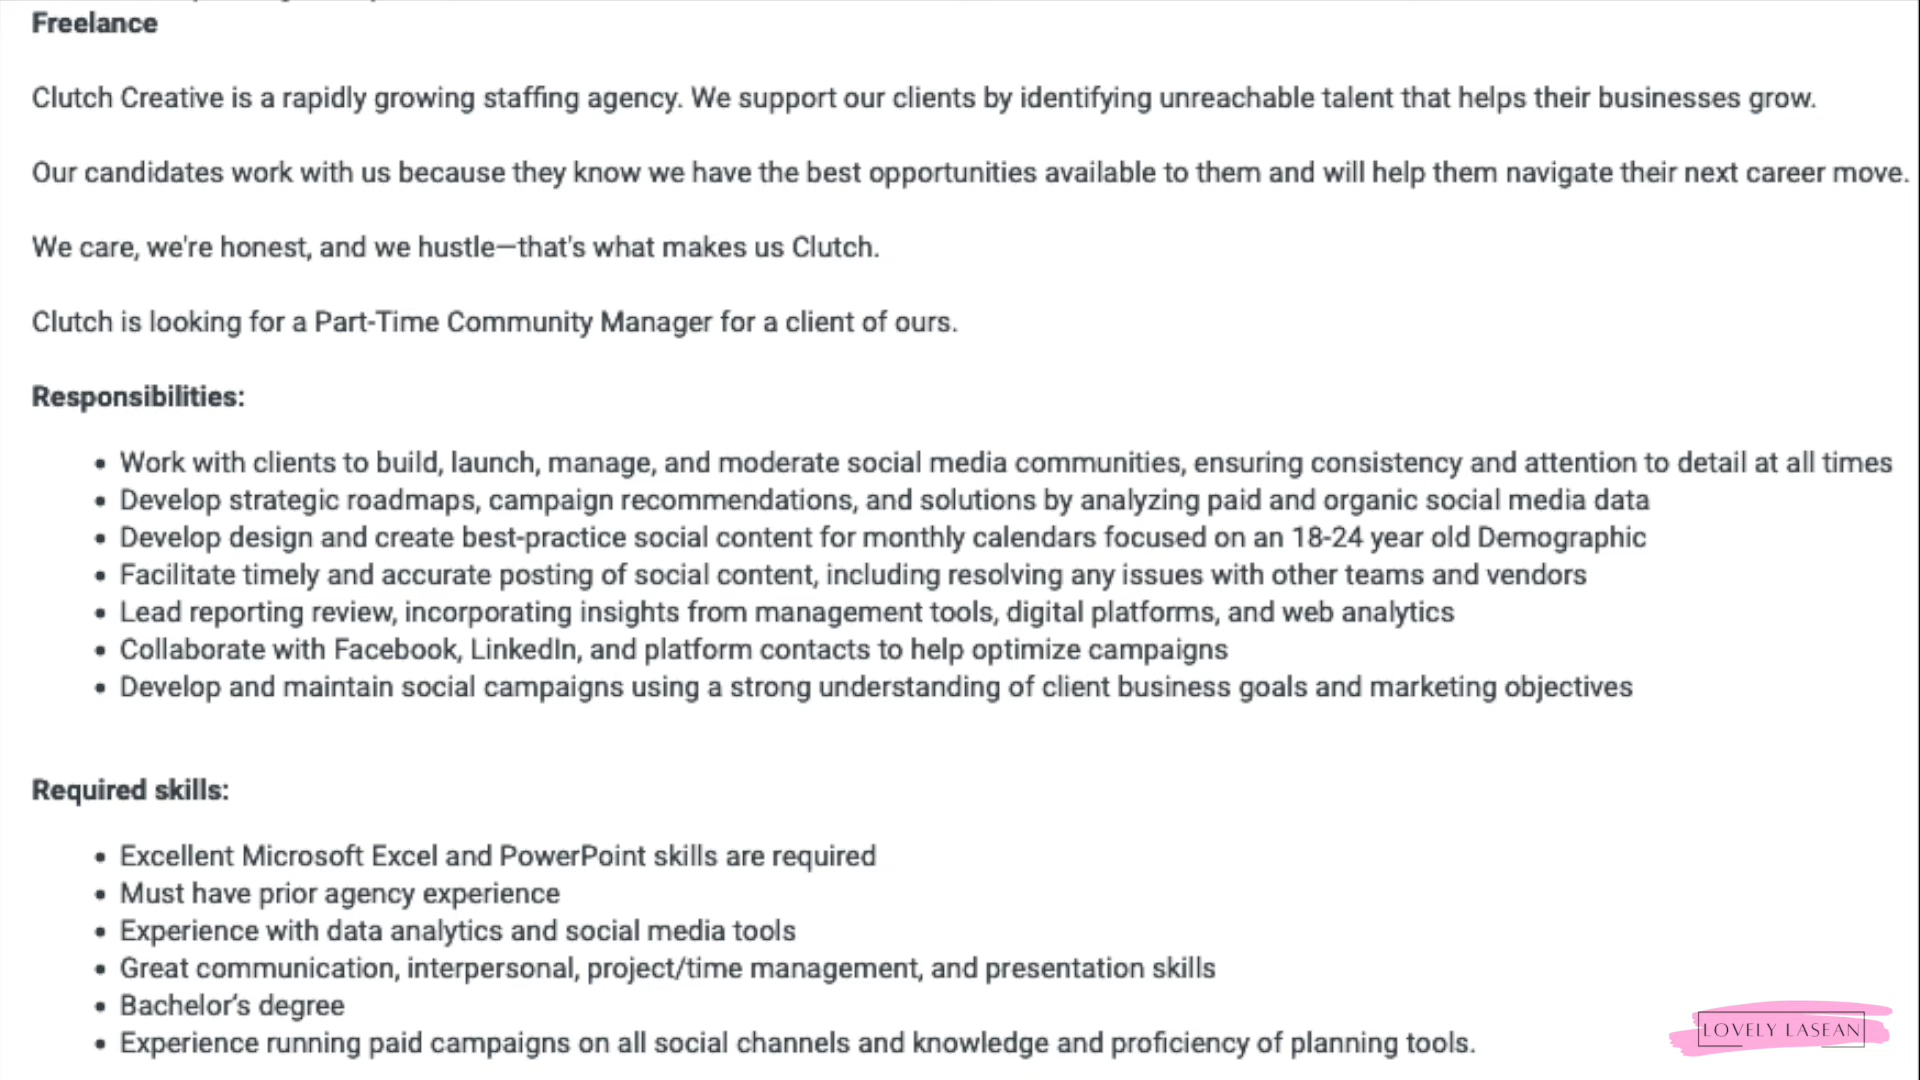 Freelance
Clutch Creative is a rapidly growing staffing agency. We support our clients by identifying unreachable talent that helps their businesses grow.
Our candidates work with us because they know we have the best opportunities available to them and will help them navigate their next career move.
We care, we're honest, and we hustle—that's what makes us Clutch.
Clutch is looking for a Part-Time Community Manager for a client of ours.
Responsibilities:
• Work with clients to build, launch, manage, and moderate social media communities, ensuring consistency and attention to detail at all times
• Develop strategic roadmaps, campaign recommendations, and solutions by analyzing paid and organic social media data
• Develop design and create best-practice social content for monthly calendars focused on an 18-24 year old Demographic
• Facilitate timely and accurate posting of social content, including resolving any issues with other teams and vendors
• Lead reporting review, incorporating insights from management tools, digital platforms, and web analytics
• Collaborate with Facebook, LinkedIn, and platform contacts to help optimize campaigns
• Develop and maintain social campaigns using a strong understanding of client business goals and marketing objectives
Required skills:
• Excellent Microsoft Excel and PowerPoint skills are required
• Must have prior agency experience
• Experience with data analytics and social media tools
• Great communication, interpersonal, project/time management, and presentation skills
• Bachelor's degree
• Experience running paid campaigns on all social channels and knowledge and proficiency of planning tools.
LOVELY LASEAN